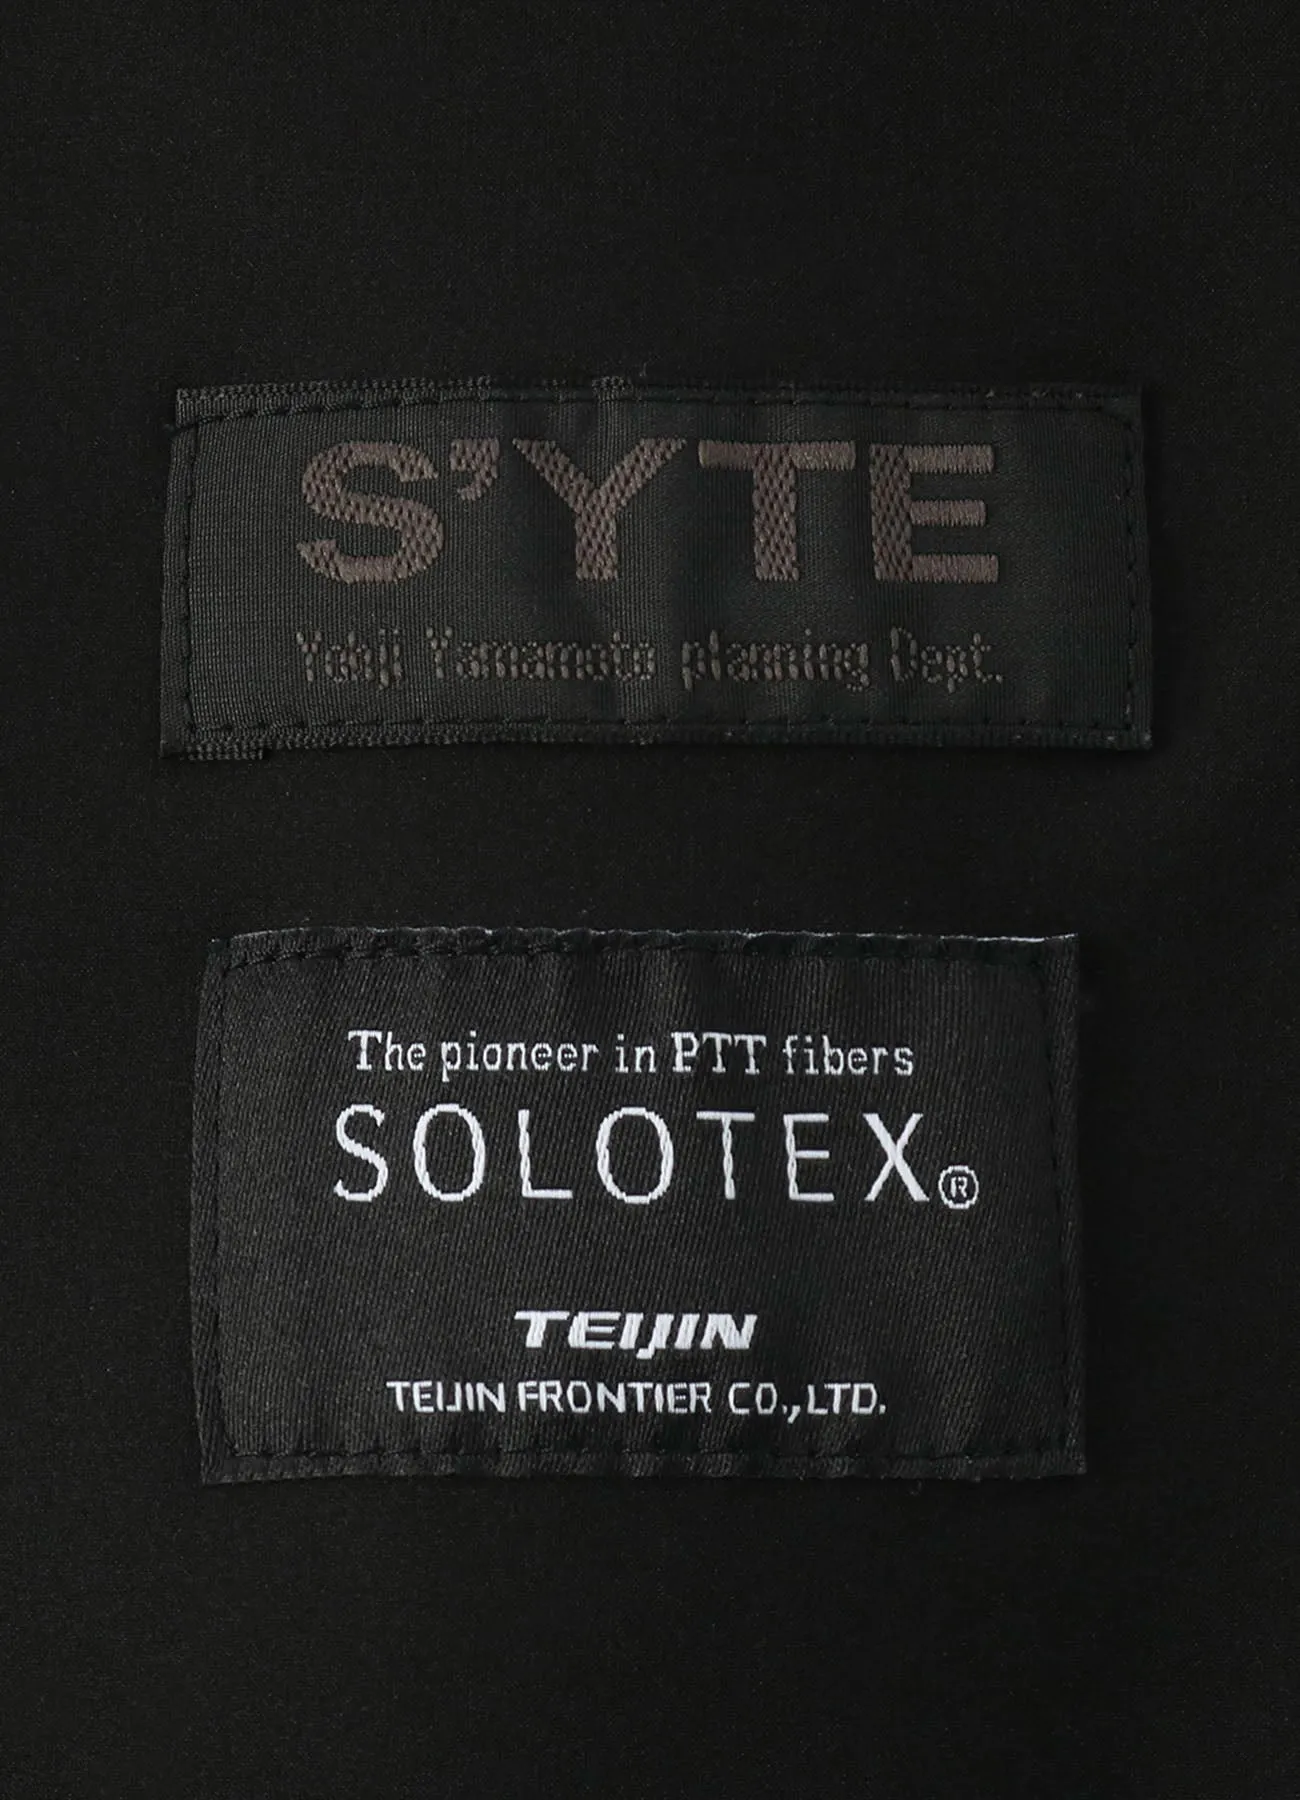 S'YTE
Yohji Yamamoto planning Dept.
The pioneer in PTT fibers
SOLOTEX®
TEIJIN
TEIJIN FRONTIER CO.,LTD.